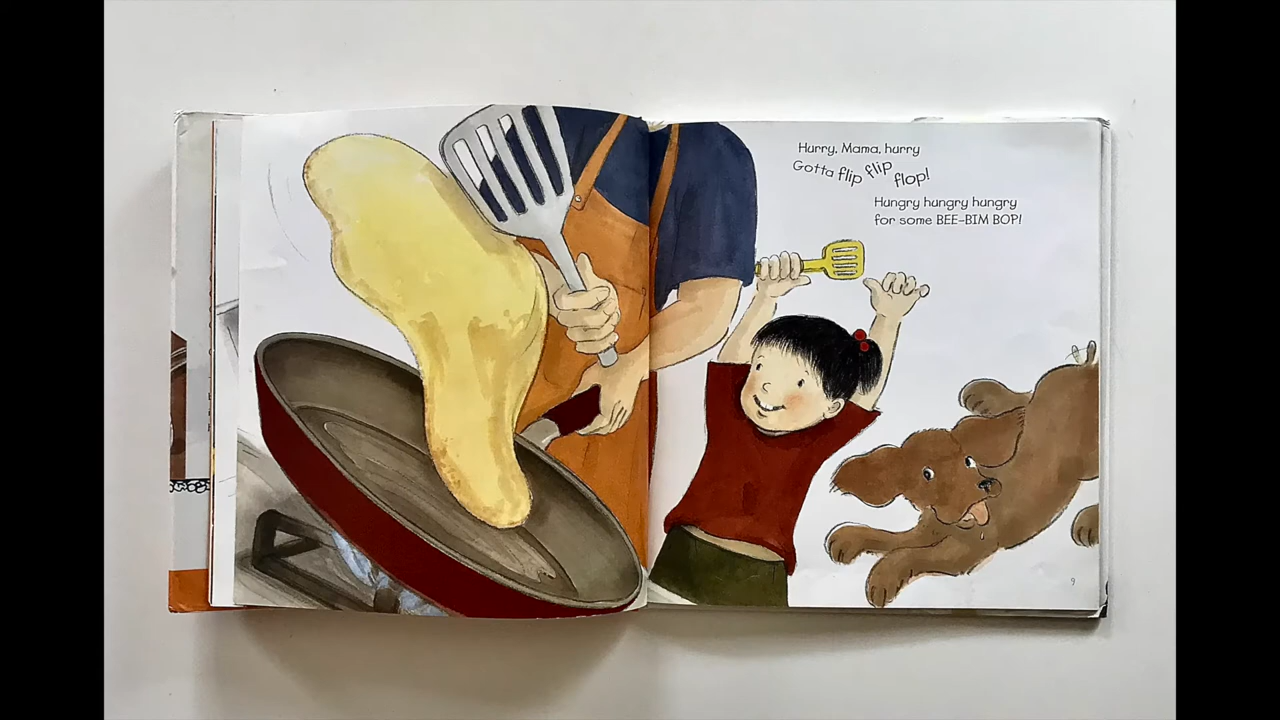 Hurry, Mama, hurry
Gotta flip flip flop!
Hungry hungry hungry
for some BEE-BIM BOP!
9